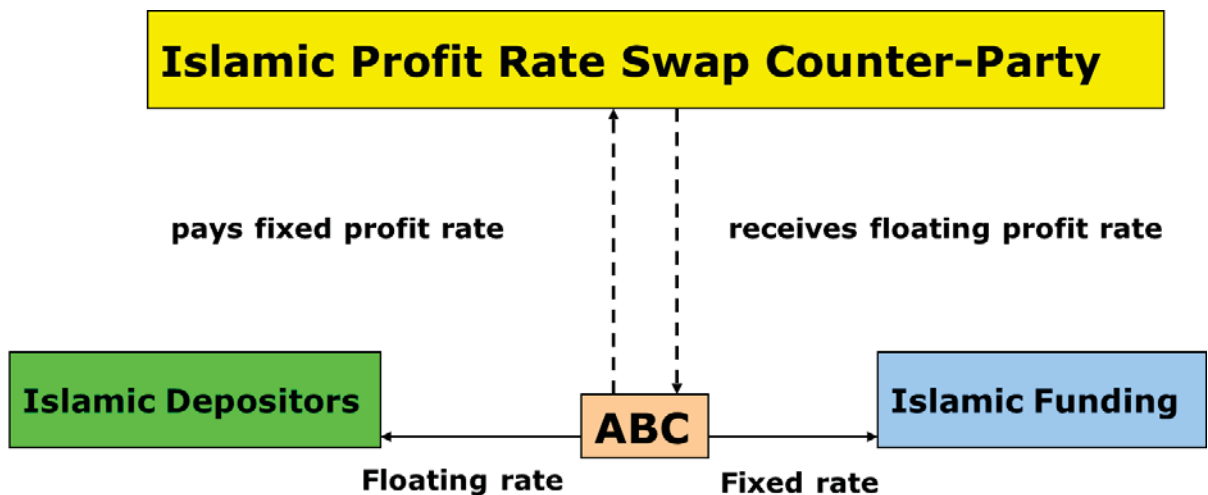 Islamic Profit Rate Swap Counter-Party
pays fixed profit rate
receives floating profit rate
Islamic Depositors
ABC
Islamic Funding
Floating rate
Fixed rate